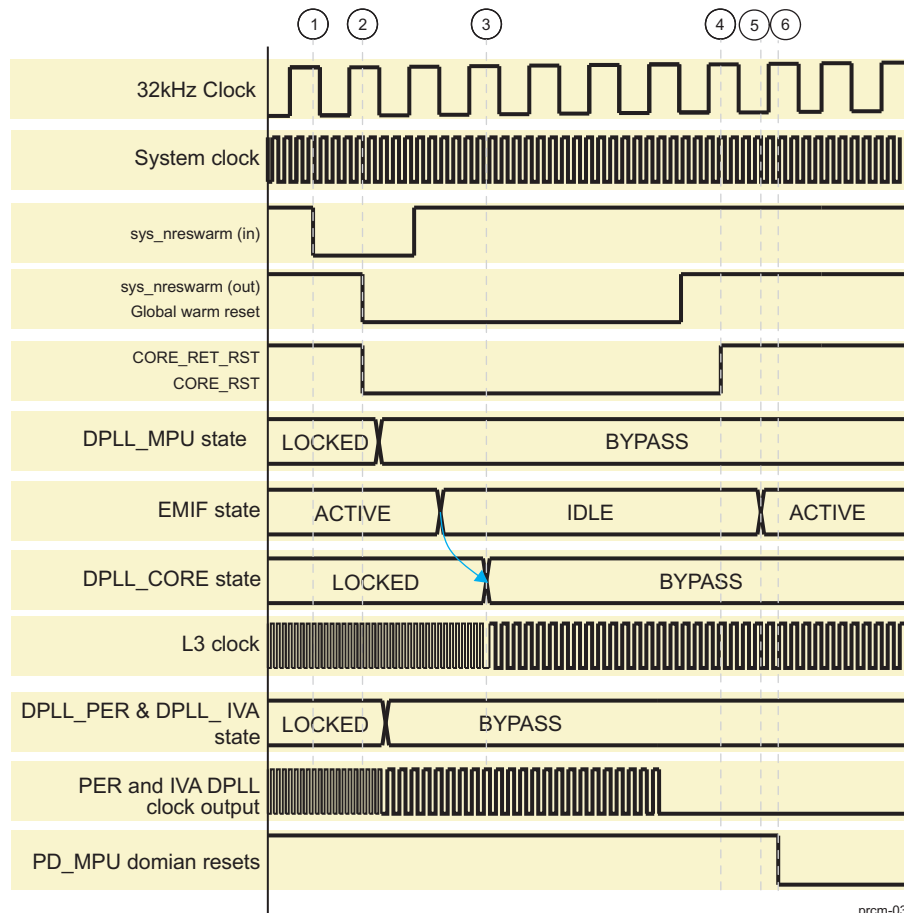 1 2 3 4 5 6
32kHz Clock
System clock
sys_nreswarm (in)
sys_nreswarm (out)
Global warm reset
CORE_RET_RST
CORE_RST
DPLL_MPU state
LOCKED
BYPASS
EMIF state
ACTIVE
IDLE
ACTIVE
DPLL_CORE state
LOCKED
BYPASS
L3 clock
DPLL_PER & DPLL_ IVA
state
LOCKED
BYPASS
PER and IVA DPLL
clock output
PD_MPU domian resets
prcm-03